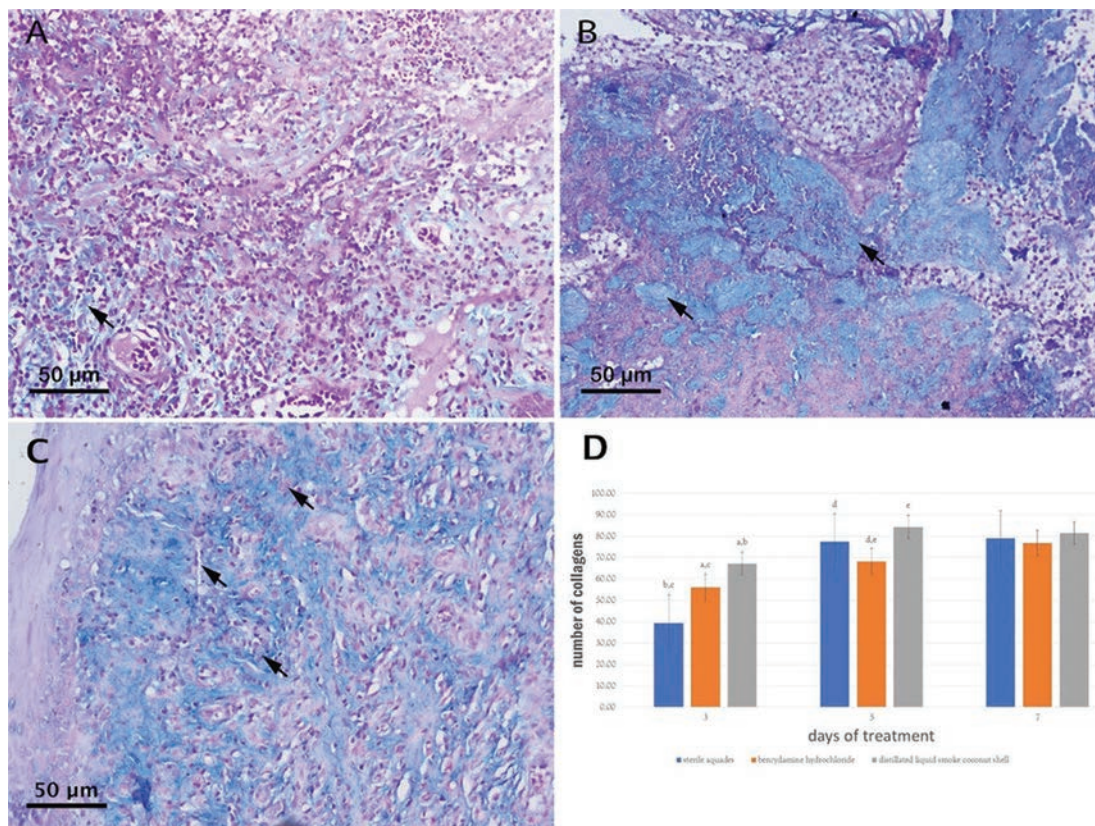 A
50 µm
B
50 µm
C
50 µm
D
100.00
90.00
80.00
70.00
60.00
50.00
40.00
30.00
20.00
10.00
0.00
number of collagens
b,c
a,c
a,b
d
d,e
e
3
5
7
days of treatment
sterile aquades
benzydamine hydrochloride
distillated liquid smoke coconut shell